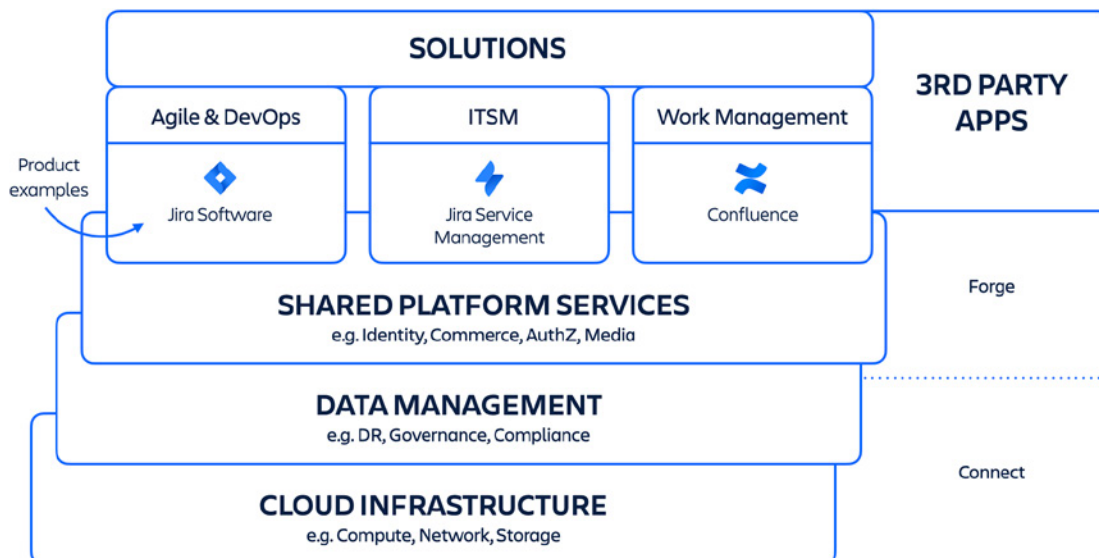 SOLUTIONS
3RD PARTY
APPS
Agile & DevOps
ITSM
Work Management
Product
examples
Jira Software
Jira Service
Management
Confluence
Forge
SHARED PLATFORM SERVICES
e.g. Identity, Commerce, AuthZ, Media
DATA MANAGEMENT
e.g. DR, Governance, Compliance
Connect
CLOUD INFRASTRUCTURE
e.g. Compute, Network, Storage